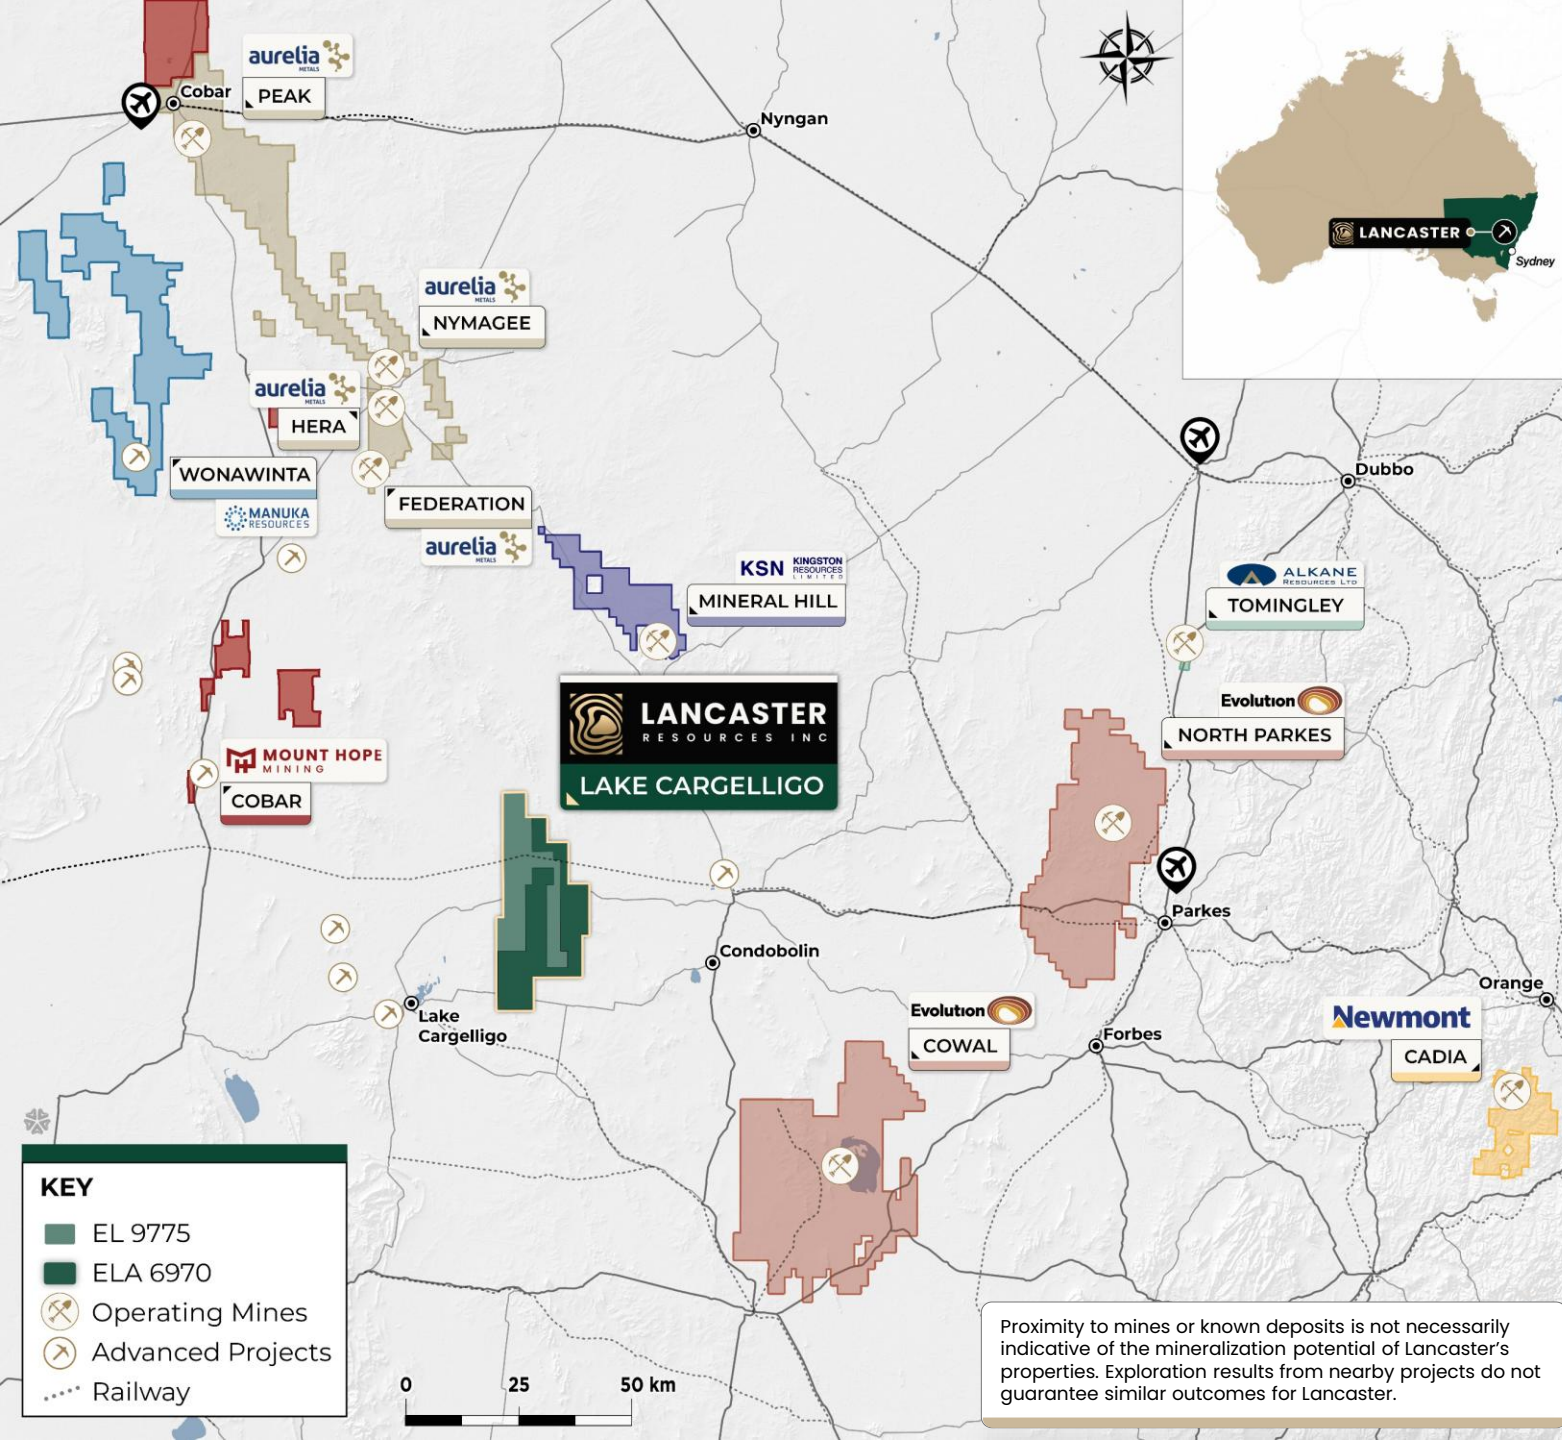 aurelia
METALS
PEAK
Cobar
Nyngan
LANCASTER
Sydney
aurelia
METALS
NYMAGEE
aurelia
METALS
HERA
WONAWINTA
MANUKA
RESOURCES
FEDERATION
aurelia
METALS
Dubbo
KSN KINGSTON
RESOURCES
LIMITED
MINERAL HILL
ALKANE
RESOURCES LTD
TOMINGLEY
LANCASTER
RESOURCES INC
LAKE CARGELLIGO
Evolution
NORTH PARKES
MOUNT HOPE
MINING
COBAR
Parkes
Condobolin
Lake
Cargelligo
Evolution
COWAL
Forbes
Orange
Newmont
CADIA
KEY
EL 9775
ELA 6970
Operating Mines
Advanced Projects
Railway
0 25 50 km
Proximity to mines or known deposits is not necessarily
indicative of the mineralization potential of Lancaster's
properties. Exploration results from nearby projects do not
guarantee similar outcomes for Lancaster.